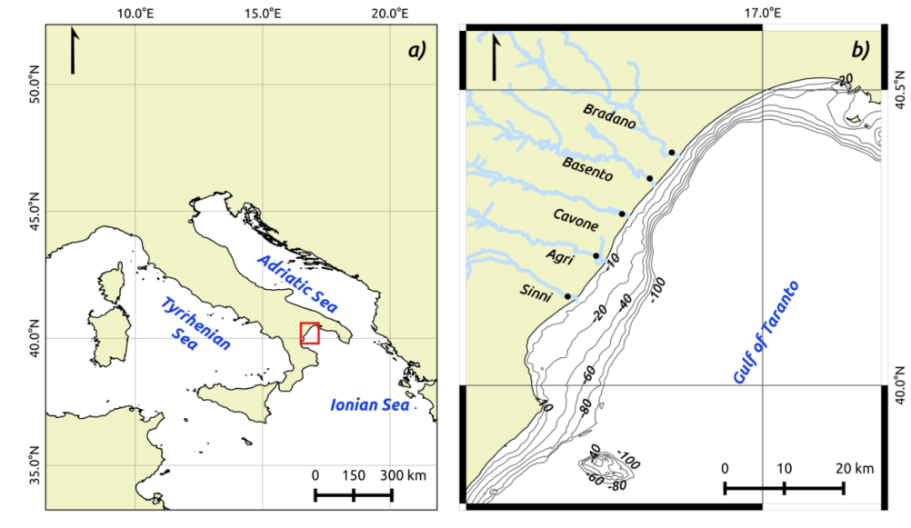 10.0°E 15.0°E 20.0°E
a)
50.0°N
45.0°N
40.0°N
35.0°N
Adriatic Sea
Tyrrhenian
Sea
Ionian Sea
0 150 300 km
17.0°E
b)
20
40.5°N
Bradano
Basento
Cavone
Agri
Sinni
-10
-20
-40
-100
Gulf of Taranto
-60
-80
10
40.0°N
-40
-100
-60
-80
0 10 20 km